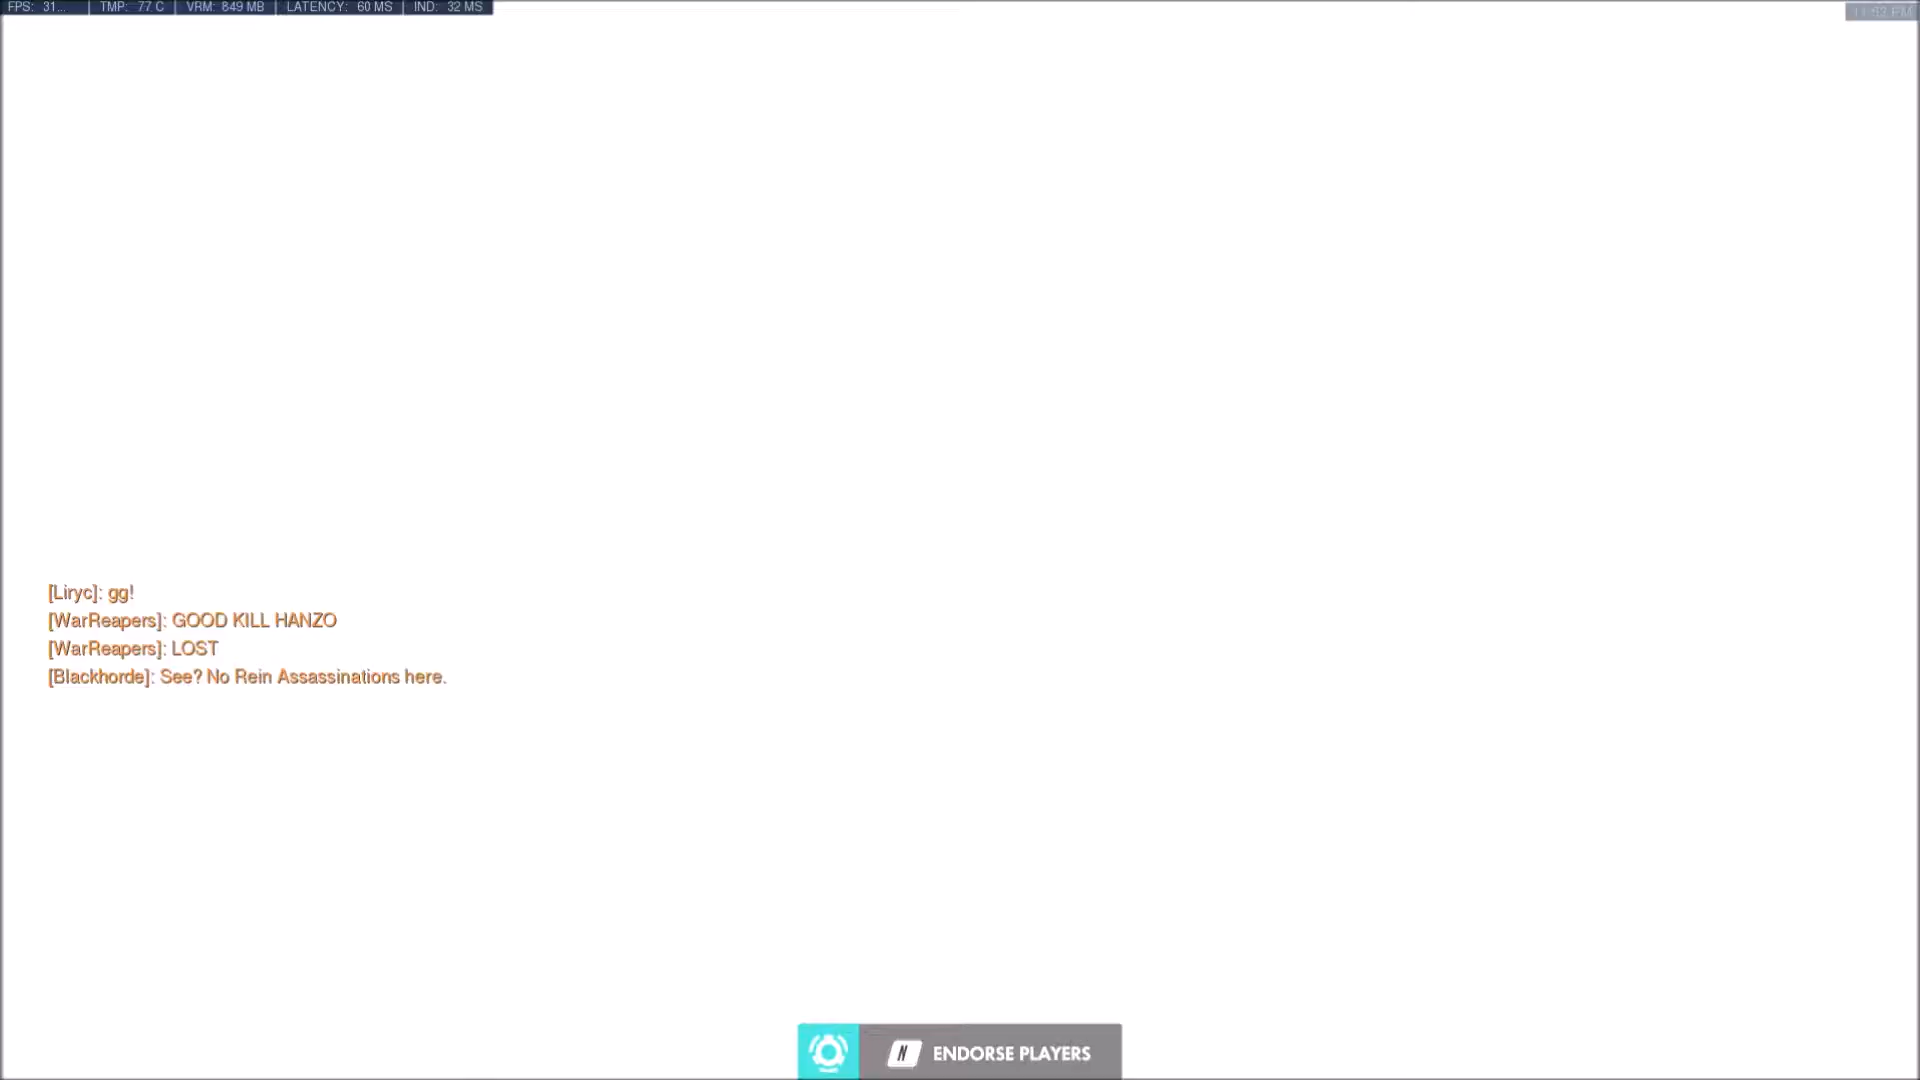 FPS: 31... TMP: 77 C VRM: 849 MB LATENCY: 60 MS IND: 32 MS
[Liryc]: gg!
[WarReapers]: GOOD KILL HANZO
[WarReapers]: LOST
[Blackhorde]: See? No Rein Assassinations here.
N ENDORSE PLAYERS